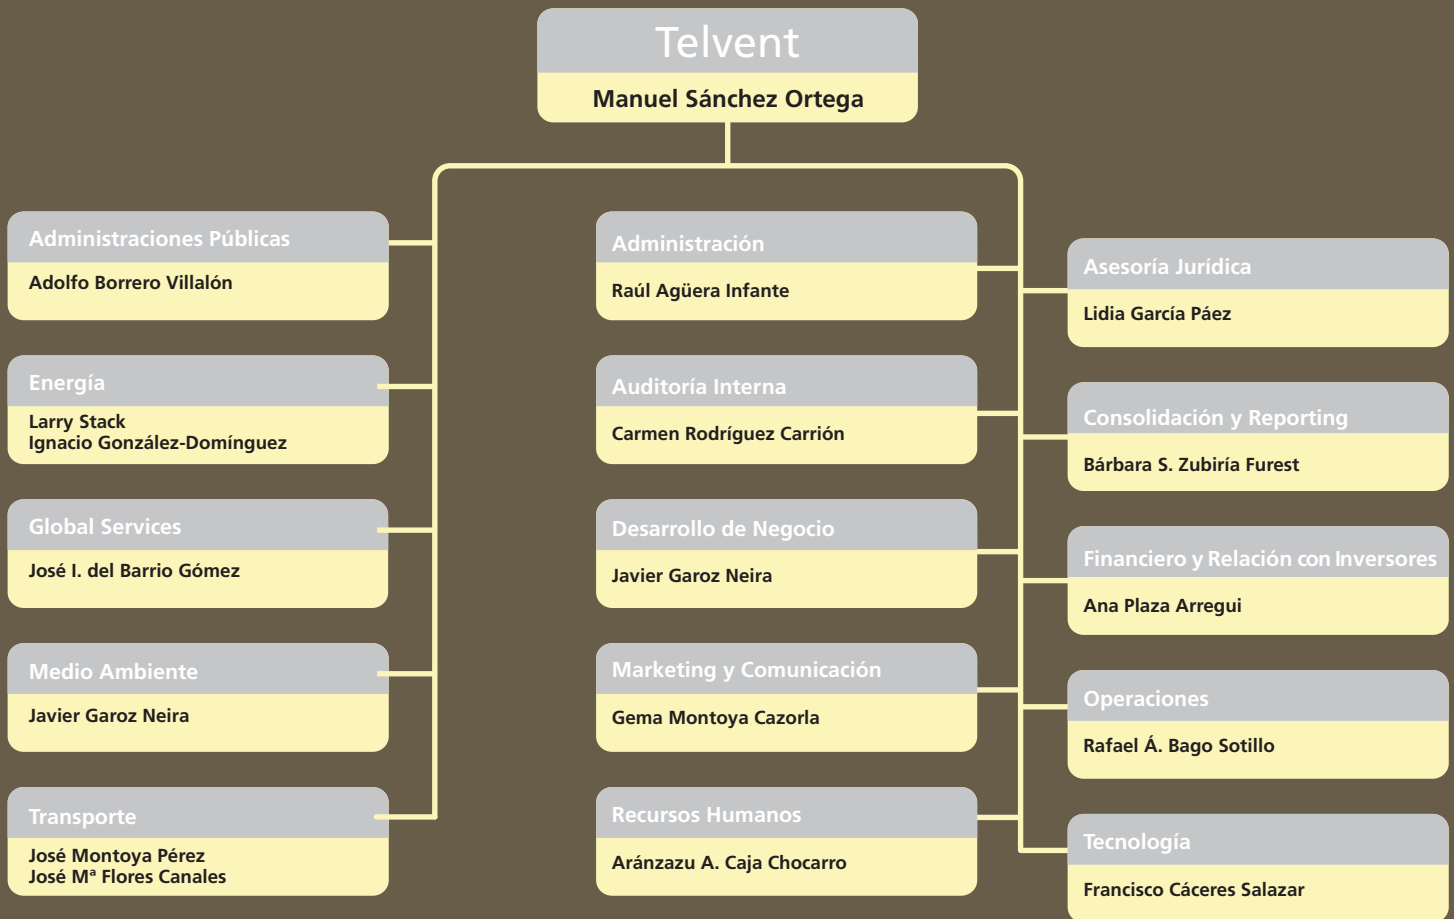 Telvent
Manuel Sánchez Ortega
Administraciones Públicas
Adolfo Borrero Villalón
Energía
Larry Stack
Ignacio González-Domínguez
Global Services
José I. del Barrio Gómez
Medio Ambiente
Javier Garoz Neira
Transporte
José Montoya Pérez
José Mª Flores Canales
Administración
Raúl Agüera Infante
Auditoría Interna
Carmen Rodríguez Carrión
Desarrollo de Negocio
Javier Garoz Neira
Marketing y Comunicación
Gema Montoya Cazorla
Recursos Humanos
Aránzazu A. Caja Chocarro
Asesoría Jurídica
Lidia García Páez
Consolidación y Reporting
Bárbara S. Zubiría Furest
Financiero y Relación con Inversores
Ana Plaza Arregui
Operaciones
Rafael Á. Bago Sotillo
Tecnología
Francisco Cáceres Salazar